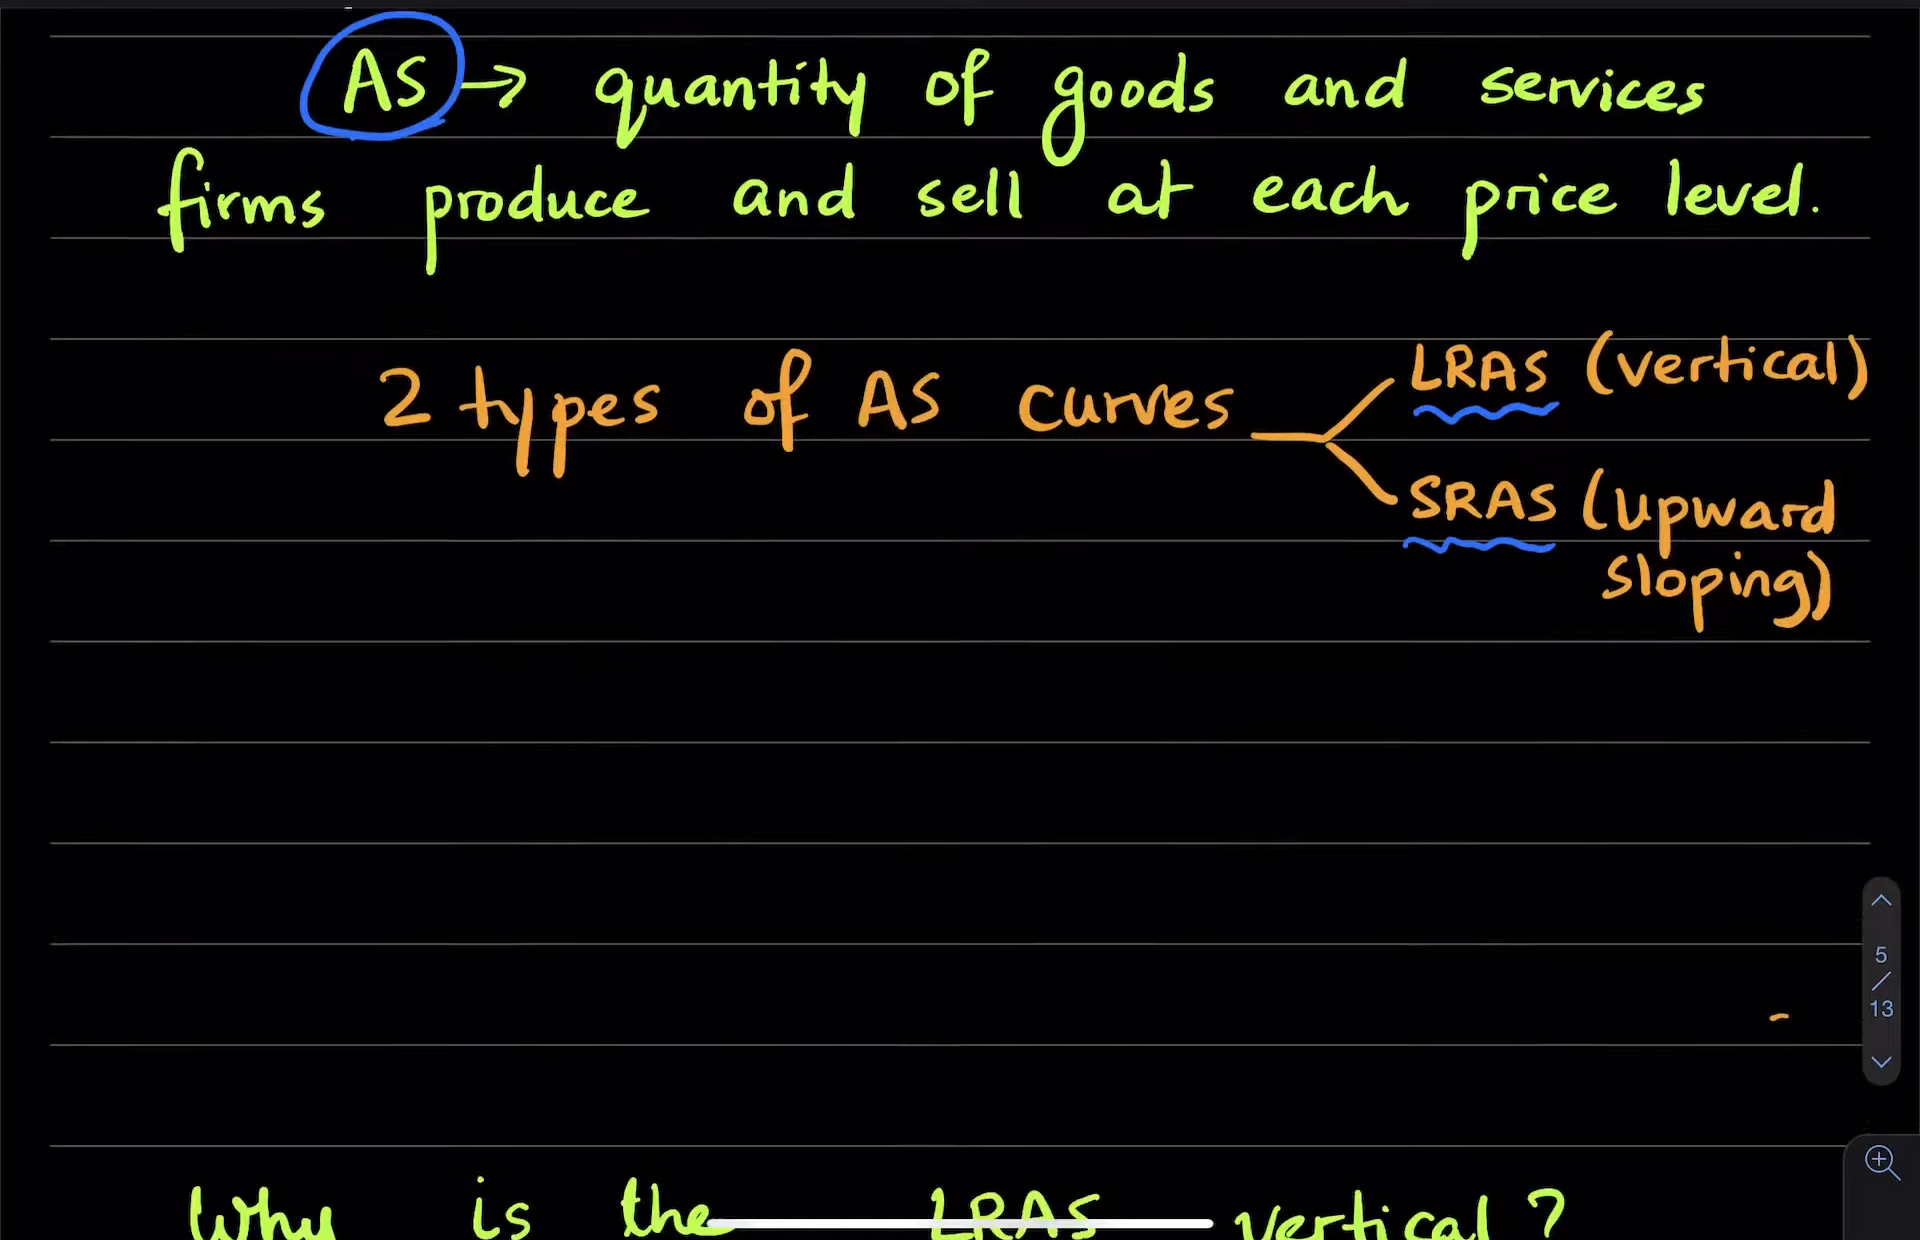 AS → quantity of goods and services
firms produce and sell at each price level.
2 types of AS curves
LRAS (vertical)
SRAS (upward
sloping)
5
/
13
Why is the LRAS vertical?